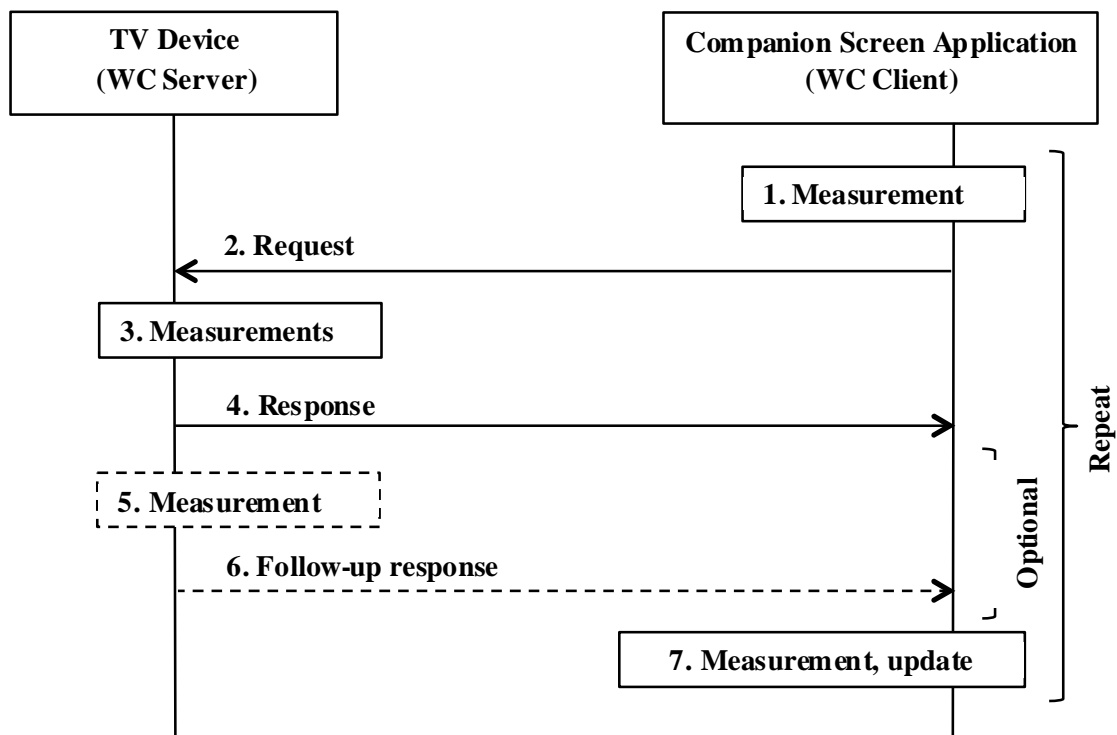 TV Device
(WC Server)
Companion Screen Application
(WC Client)
1. Measurement
2. Request
3. Measurements
4. Response
5. Measurement
6. Follow-up response
7. Measurement, update
Optional
Repeat